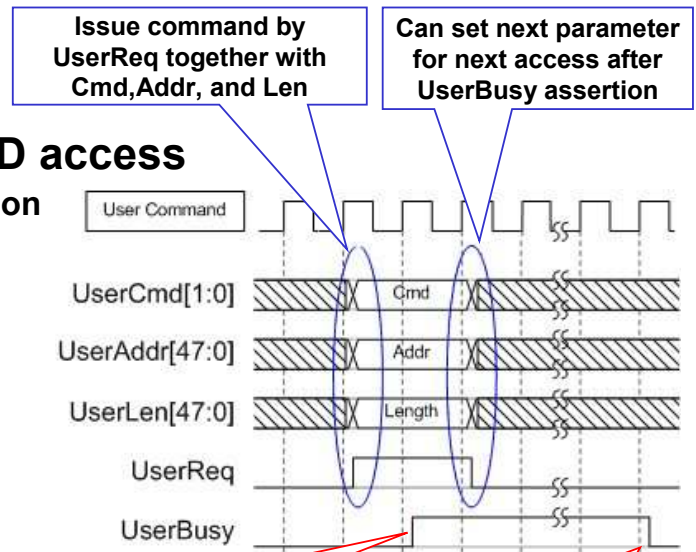 Issue command by
UserReq together with
Cmd,Addr, and Len
Can set next parameter
for next access after
UserBusy assertion
D access
on
User Command
UserCmd[1:0]
Cmd
UserAddr[47:0]
Addr
UserLen[47:0]
Length
UserReq
UserBusy